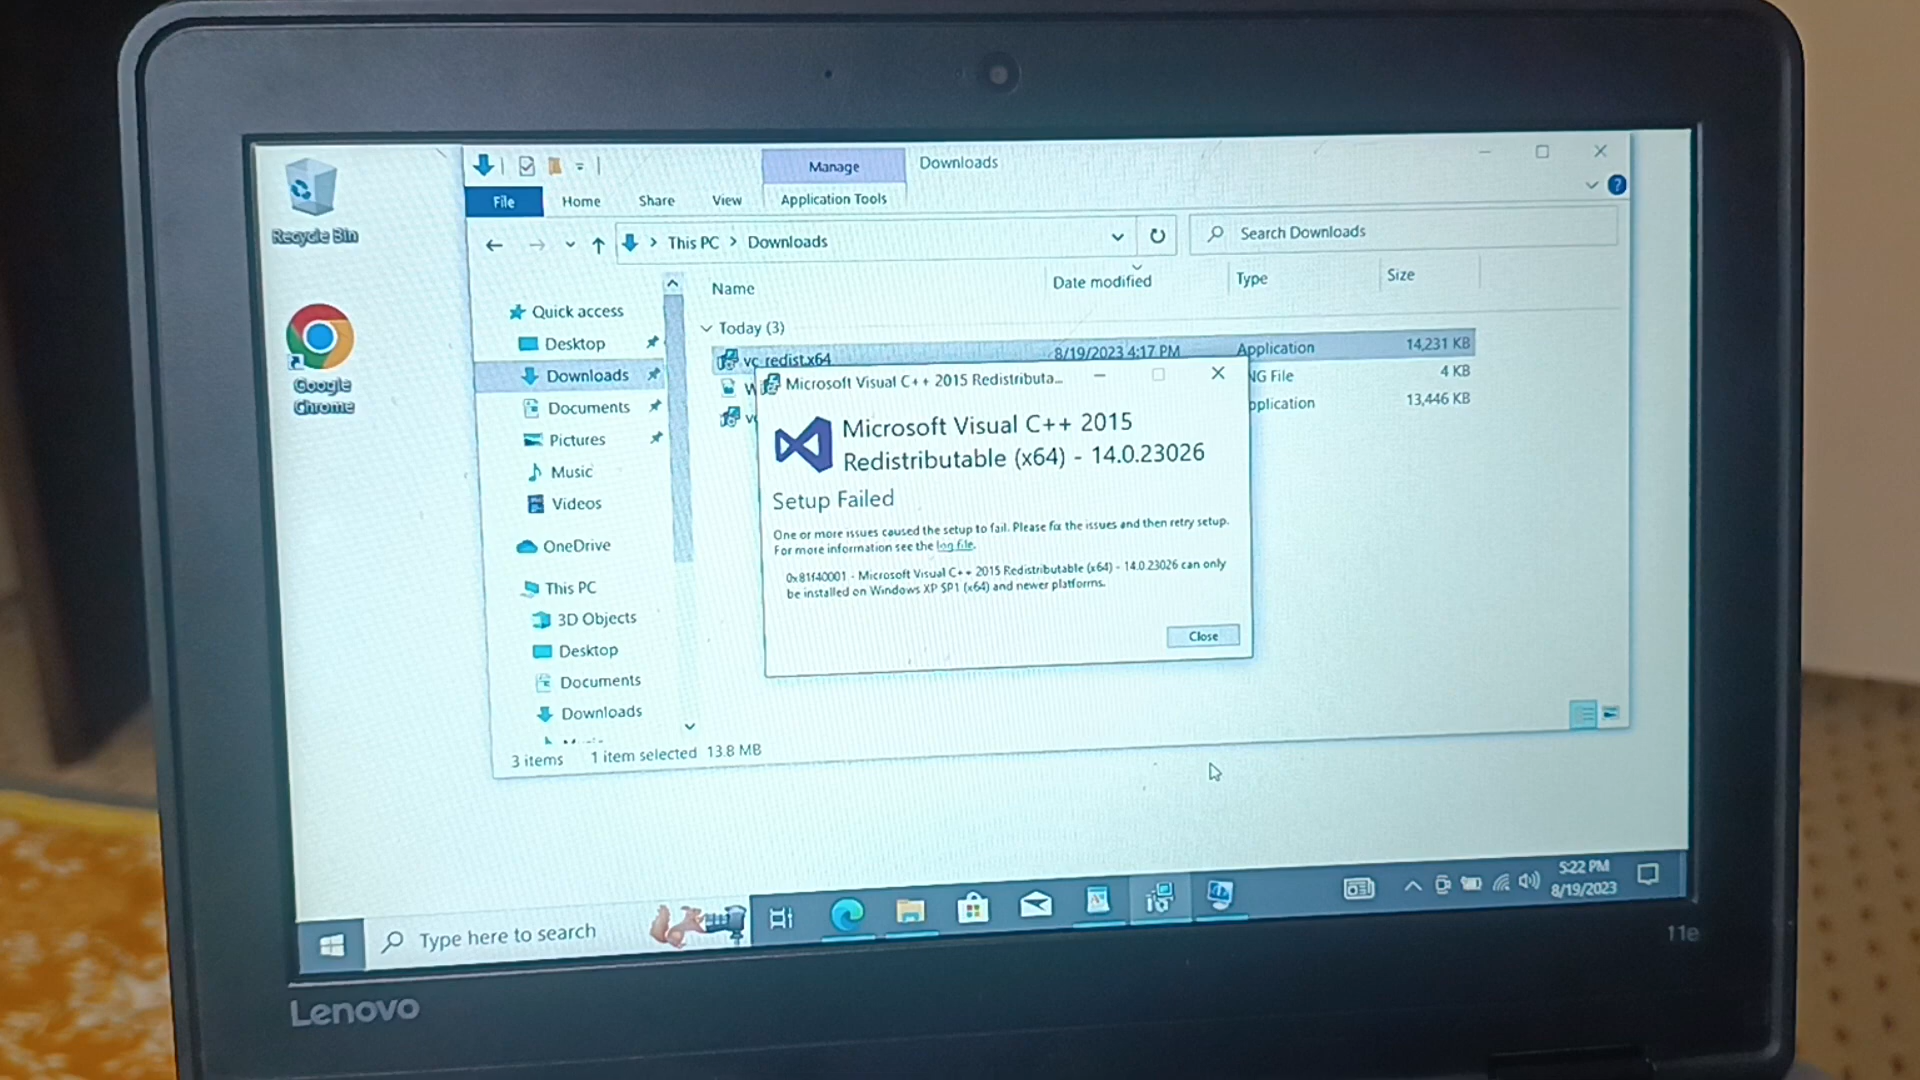 Recycle Bin
Google
Chrome
Manage
Downloads
File
Home
Share
View
Application Tools
This PC
Downloads
Search Downloads
Name
Date modified
Type
Size
Quick access
Desktop
Downloads
Documents
Pictures
Music
Videos
OneDrive
This PC
3D Objects
Desktop
Documents
Downloads
Today (3)
vc_redist.x64
8/19/2023 4:17 PM
Application
14,231 KB
NG File
4 KB
pplication
13,446 KB
Microsoft Visual C++ 2015 Redistributa...
Microsoft Visual C++ 2015
Redistributable (x64) - 14.0.23026
Setup Failed
One or more issues caused the setup to fail. Please fix the issues and then retry setup.
For more information see the log file.
0x81f40001 - Microsoft Visual C++ 2015 Redistributable (x64) - 14.0.23026 can only
be installed on Windows XP SP1 (x64) and newer platforms.
Close
3 items
1 item selected 13.8 MB
Type here to search
5:22 PM
8/19/2023
11e
Lenovo